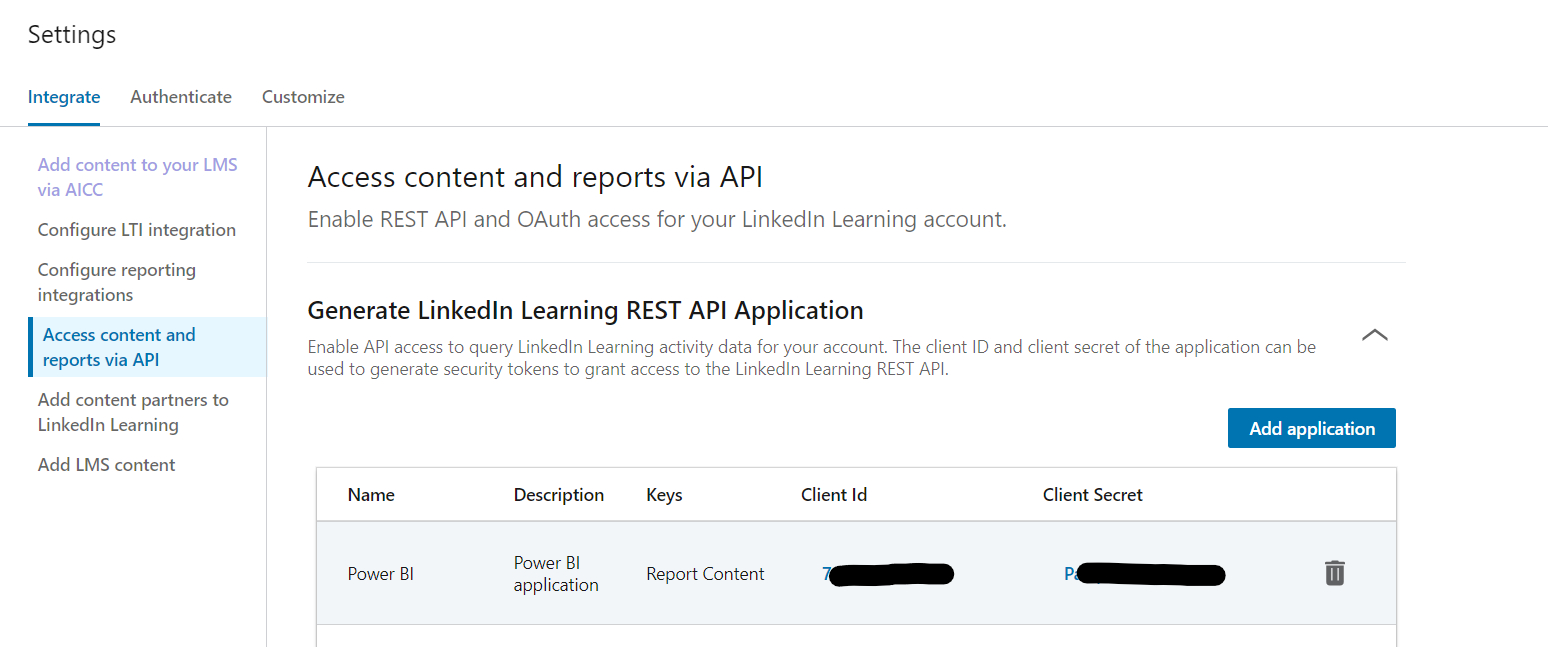 Settings
Integrate Authenticate Customize
Add content to your LMS
via AICC
Configure LTI integration
Configure reporting
integrations
Access content and
reports via API
Add content partners to
LinkedIn Learning
Add LMS content
Access content and reports via API
Enable REST API and OAuth access for your LinkedIn Learning account.
Generate LinkedIn Learning REST API Application
Enable API access to query LinkedIn Learning activity data for your account. The client ID and client secret of the application can be
used to generate security tokens to grant access to the LinkedIn Learning REST API.
Add application
Name Description Keys Client Id Client Secret
Power BI Power BI application Report Content 7 Pa